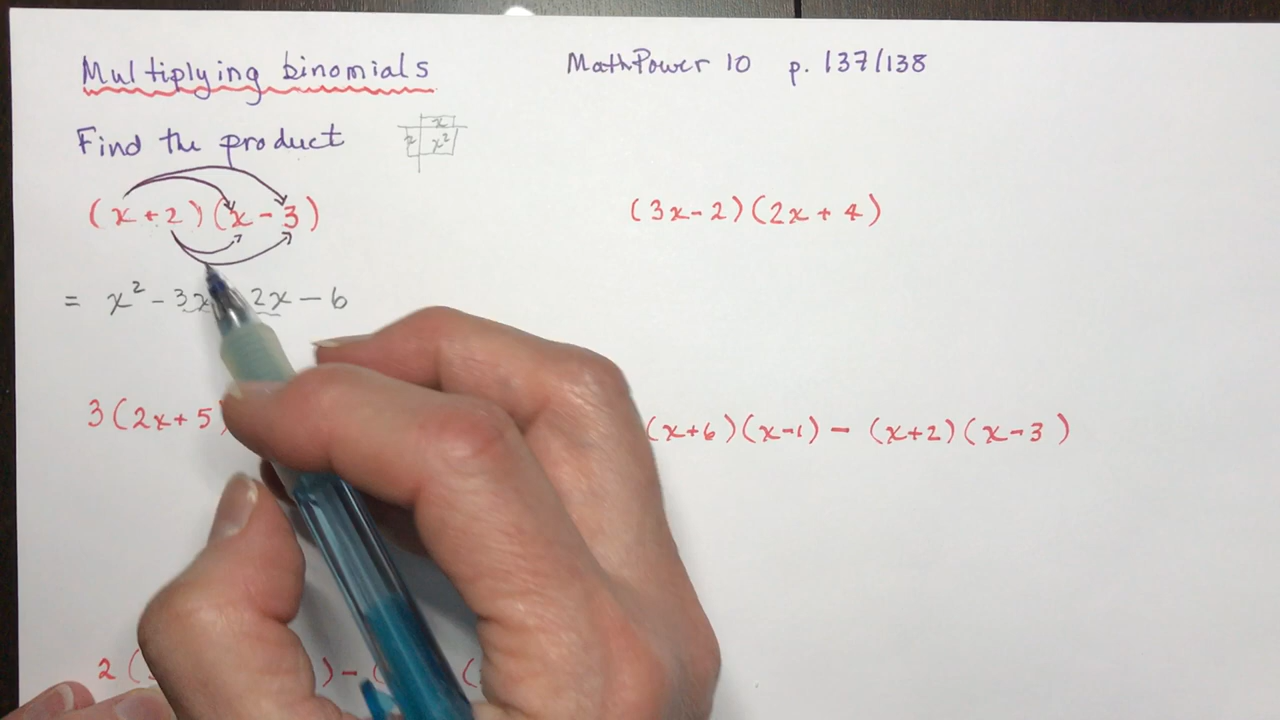 Multiplying binomials MathPower 10 p. 137/138
Find the product
x
x x²
(x+2)(x-3) (3x-2)(2x+4)
= x² - 3x 2x - 6
3(2x+5 (x+6)(x-1) - (x+2)(x-3)
2( ) - ( (